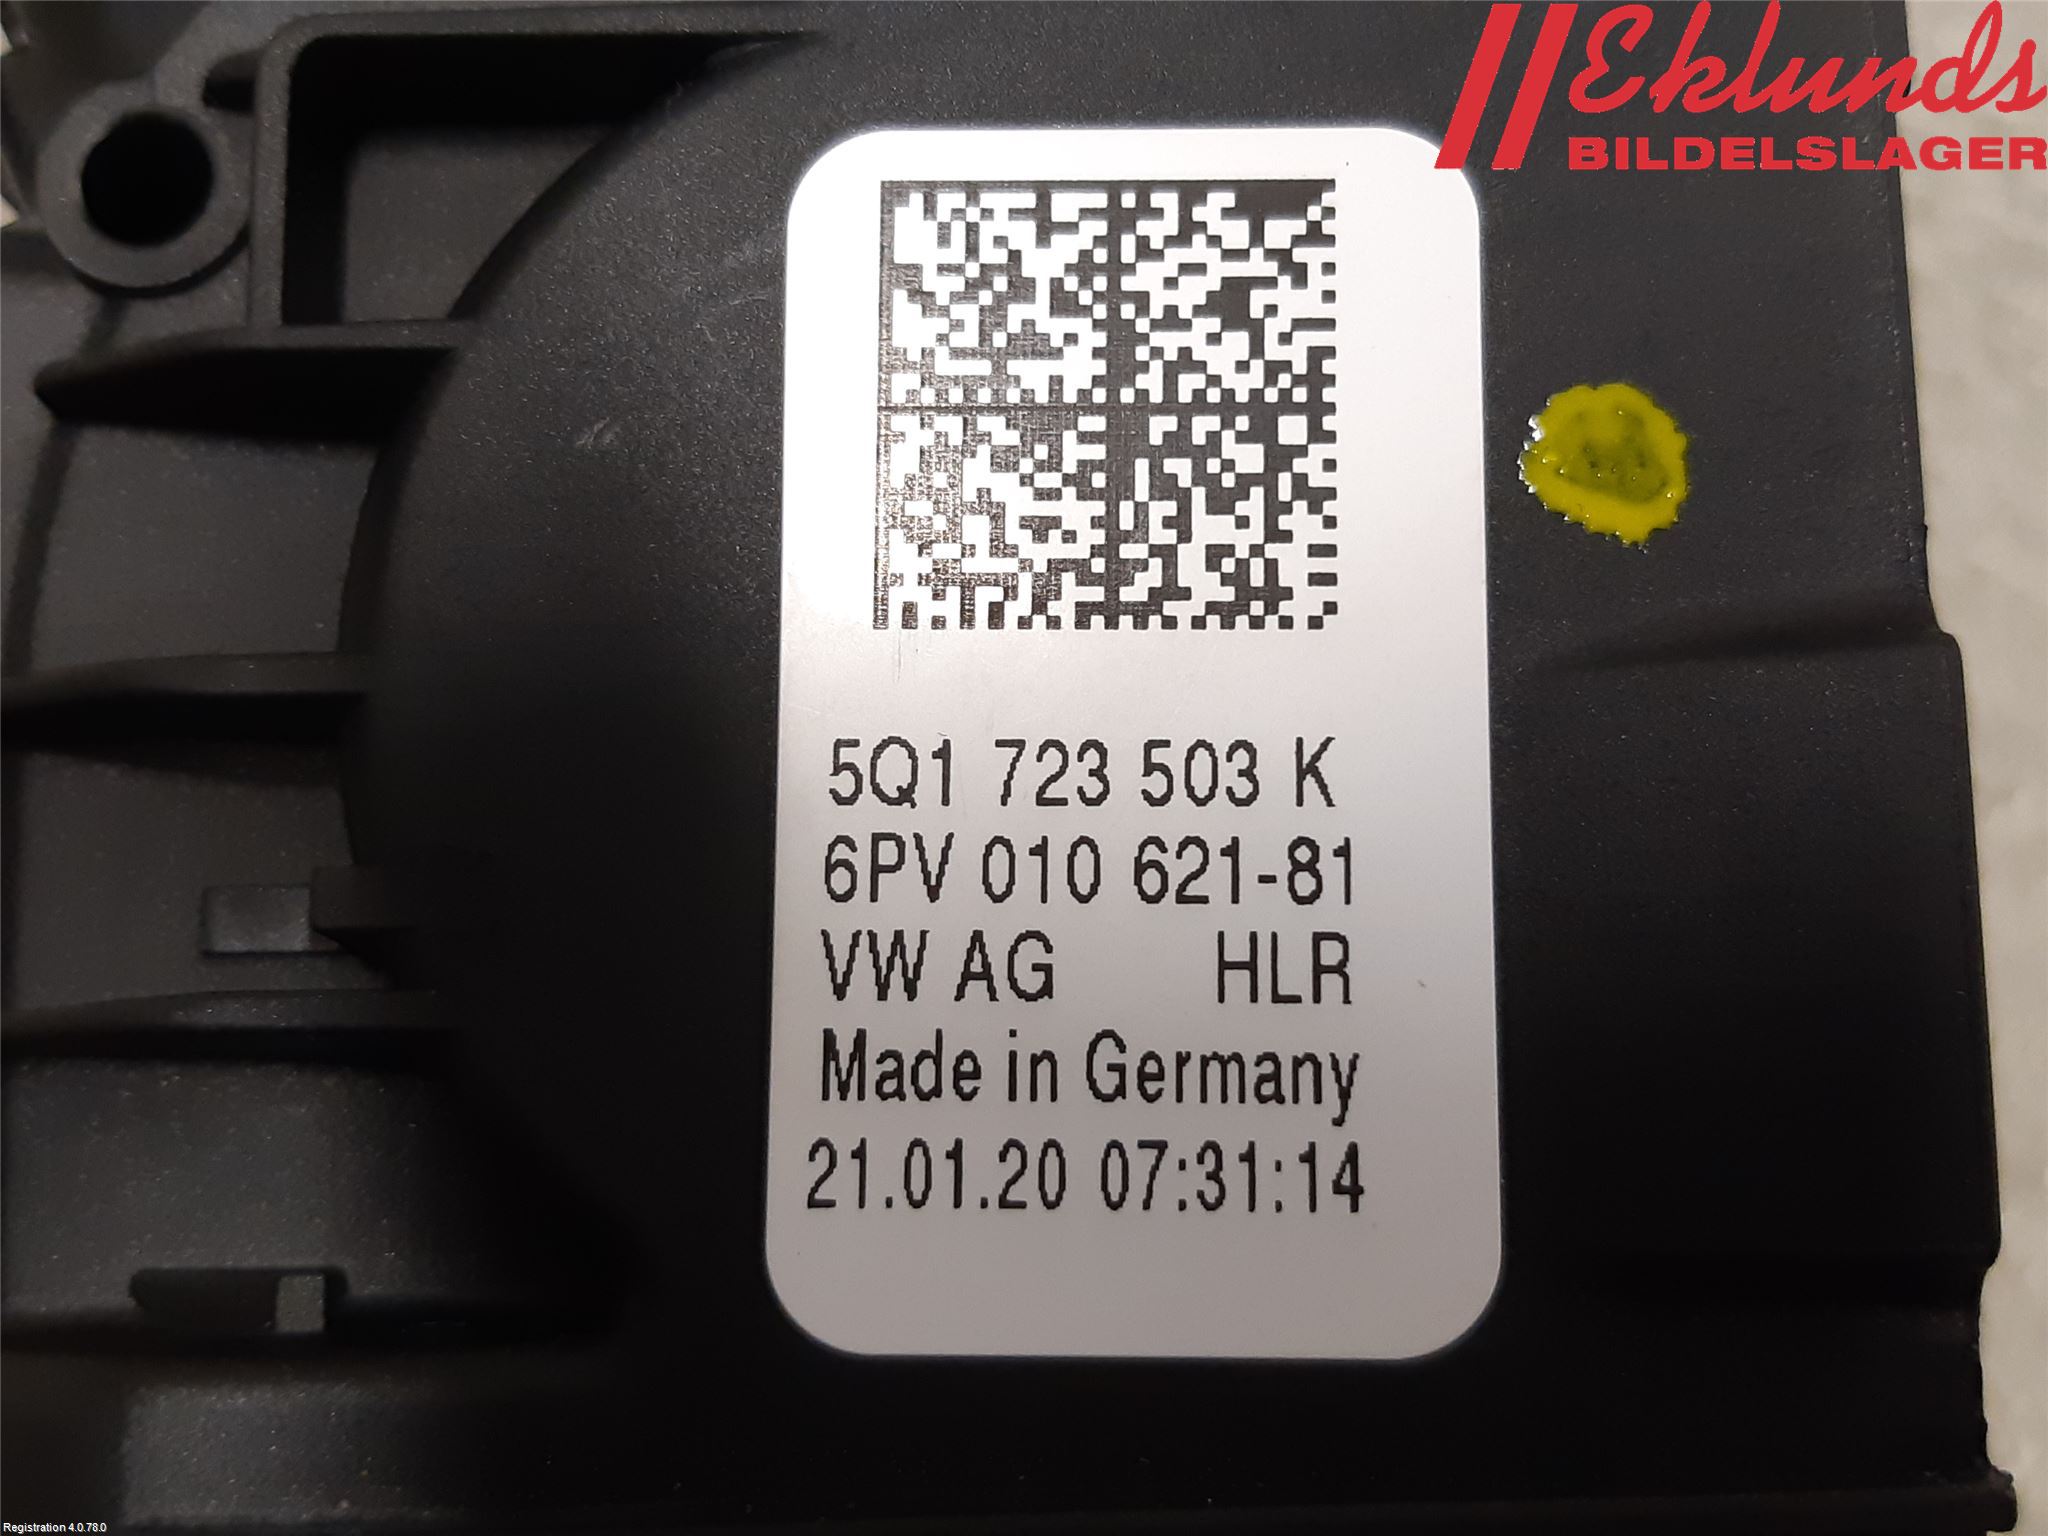 Eklunds
BILDELSLAGER
5Q1 723 503 K
6PV 010 621-81
VW AG HLR
Made in Germany
21.01.20 07:31:14
Registration 4.0.78.0